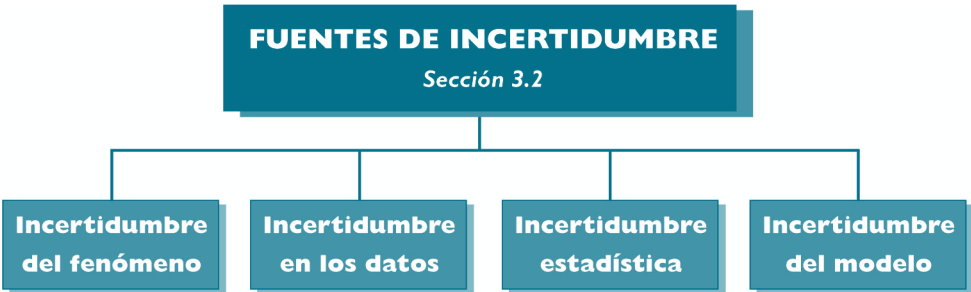 FUENTES DE INCERTIDUMBRE
Sección 3.2
Incertidumbre
del fenómeno
Incertidumbre
en los datos
Incertidumbre
estadística
Incertidumbre
del modelo